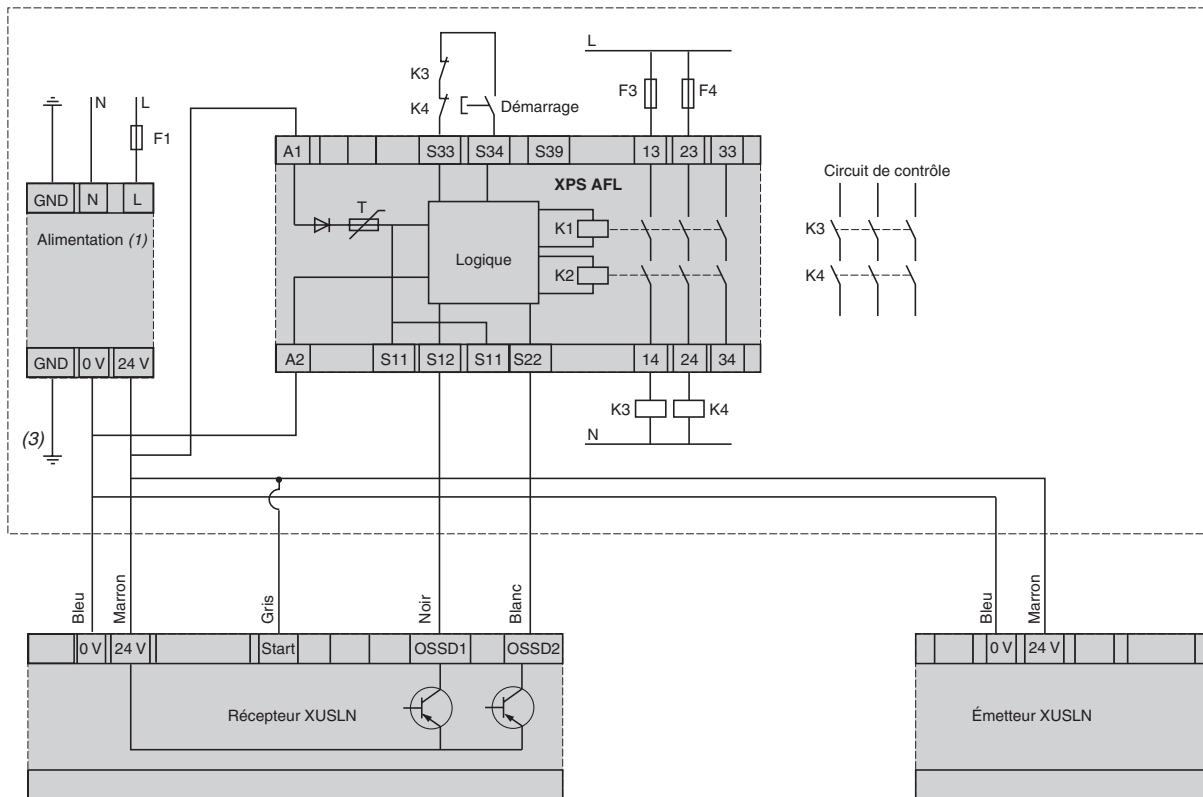 L
K3
F3
F4
N
L
K4
Démarrage
F1
A1
S33
S34
S39
13
23
33
XPS AFL
Circuit de contrôle
GND
N
L
T
K1
K3
Alimentation (1)
Logique
K2
K4
GND
0 V
24 V
A2
S11
S12
S11
S22
14
24
34
K3
K4
(3)
N
Bleu
Marron
Gris
Noir
Blanc
Bleu
Marron
0 V
24 V
Start
OSSD1
OSSD2
0 V
24 V
Récepteur XUSLN
Émetteur XUSLN